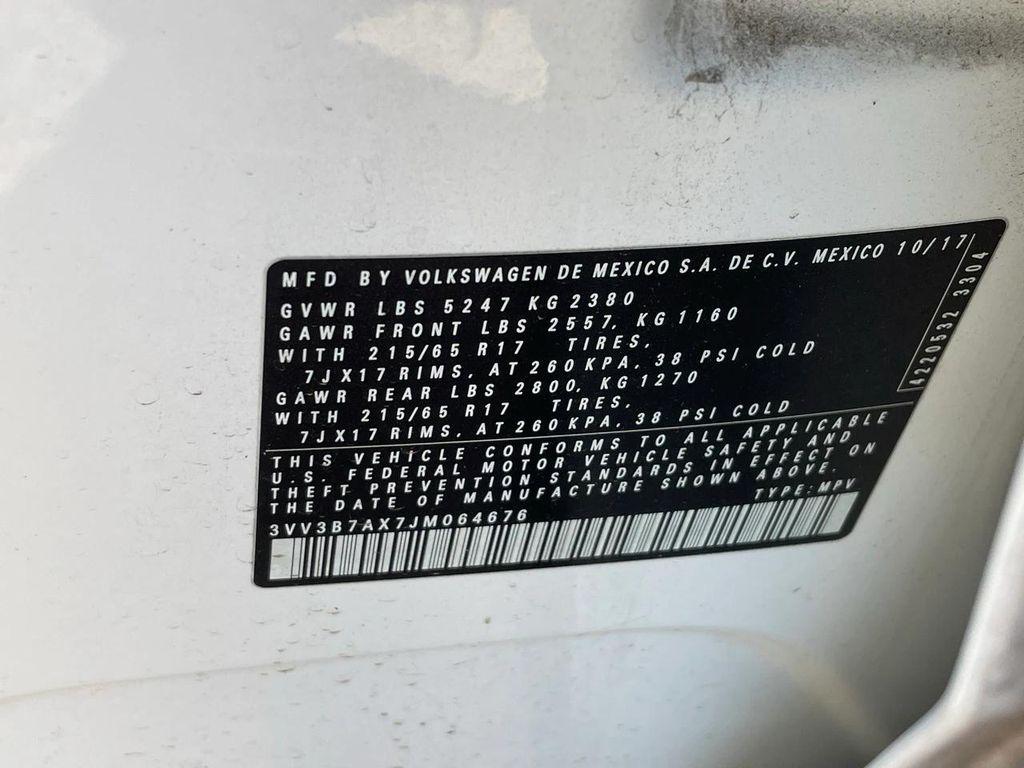 MFD BY VOLKSWAGEN DE MEXICO S.A. DE C.V. MEXICO 10/17
GVWR LBS 5247 KG 2380
GAWR FRONT LBS 2557, KG 1160
WITH 215/65 R17 TIRES,
7JX17 RIMS, AT 260 KPA, 38 PSI COLD
GAWR REAR LBS 2800, KG 1270
WITH 215/65 R17 TIRES,
7JX17 RIMS, AT 260 KPA, 38 PSI COLD
4220532 3304
THIS VEHICLE CONFORMS TO ALL APPLICABLE
U.S. FEDERAL MOTOR VEHICLE SAFETY AND
THEFT PREVENTION STANDARDS IN EFFECT ON
THE DATE OF MANUFACTURE SHOWN ABOVE.
3VV3B7AX7JM064676 TYPE: MPV